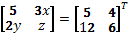 [5 3x
2y z] = [5 4
12 6]^T